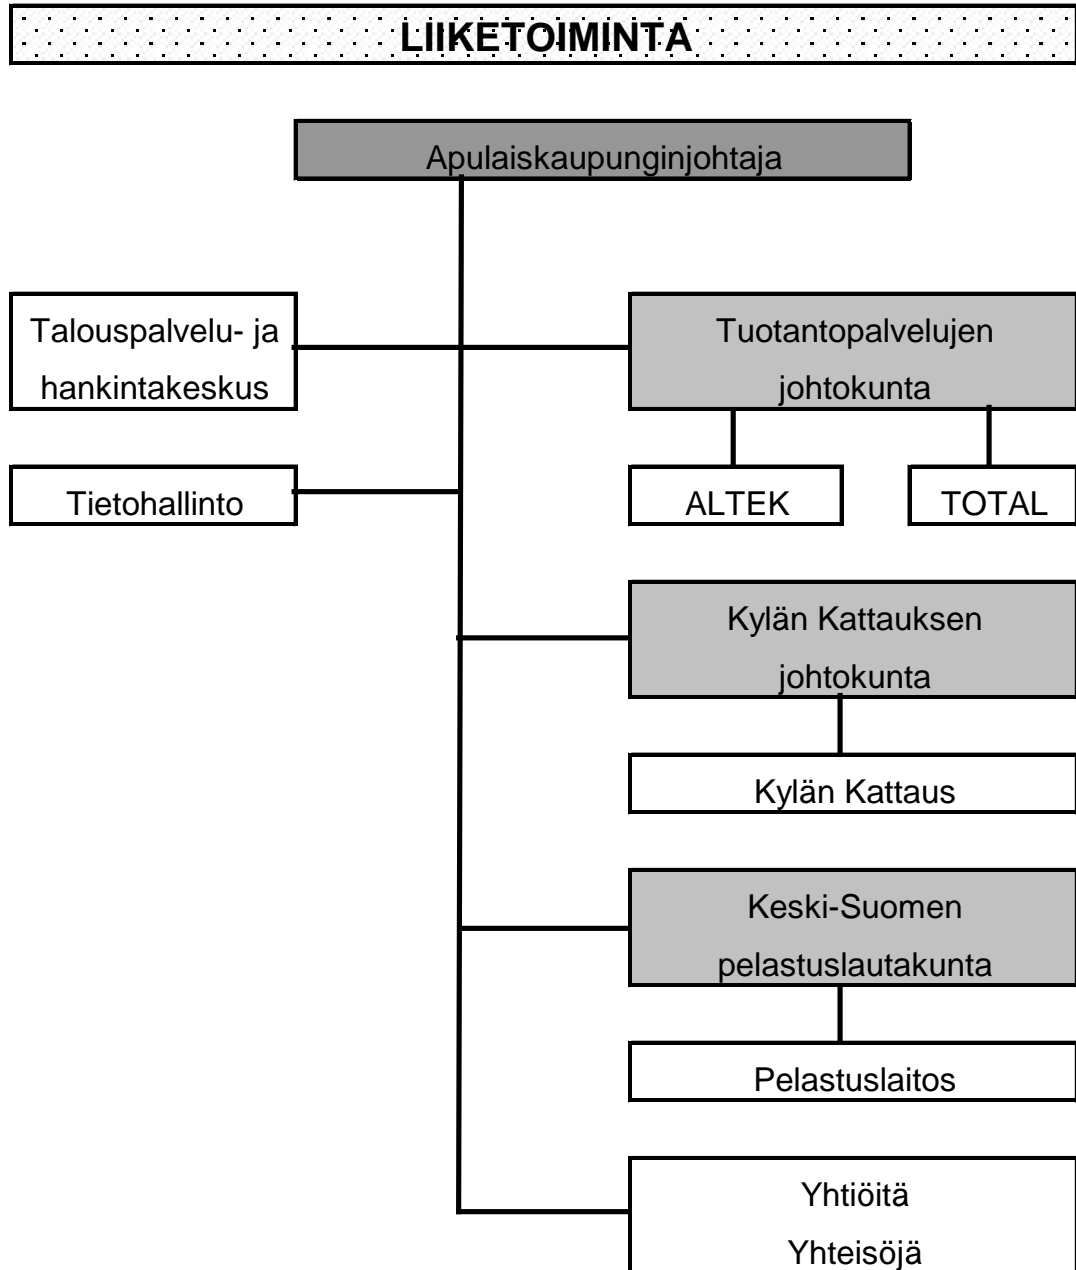 LIIKETOIMINTA
Apulaiskaupunginjohtaja
Talouspalvelu- ja
hankintakeskus
Tuotantopalvelujen
johtokunta
Tietohallinto
ALTEK
TOTAL
Kylän Kattauksen
johtokunta
Kylän Kattaus
Keski-Suomen
pelastuslautakunta
Pelastuslaitos
Yhtiöitä
Yhteisöjä